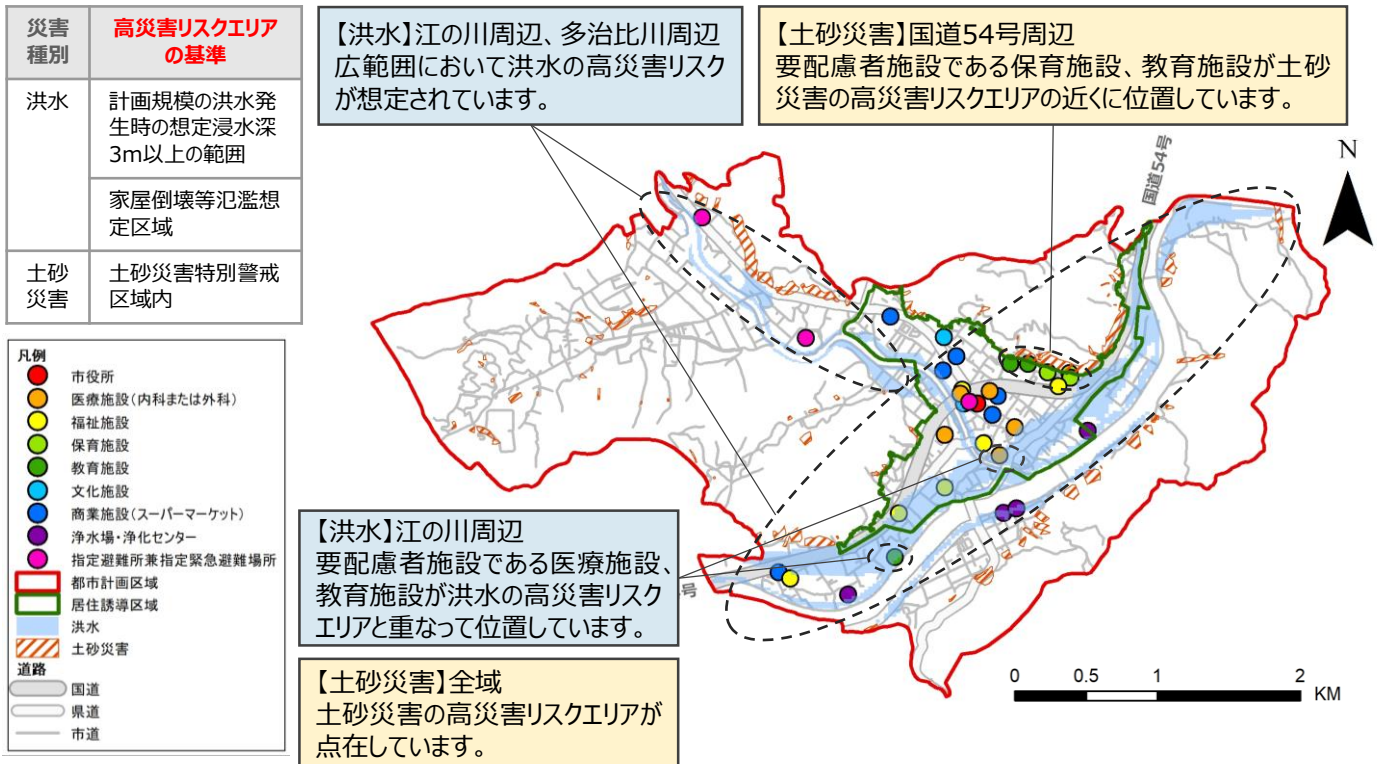 災害
種別
高災害リスクエリア
の基準
洪水
計画規模の洪水発
生時の想定浸水深
3m以上の範囲
家屋倒壊等氾濫想
定区域
土砂
災害
土砂災害特別警戒
区域内
【洪水】江の川周辺、多治比川周辺
広範囲において洪水の高災害リスク
が想定されています。
【土砂災害】国道54号周辺
要配慮者施設である保育施設、教育施設が土砂
災害の高災害リスクエリアの近くに位置しています。
国道54号
N
凡例
市役所
医療施設(内科または外科)
福祉施設
保育施設
教育施設
文化施設
商業施設(スーパーマーケット)
浄水場・浄化センター
指定避難所兼指定緊急避難場所
都市計画区域
居住誘導区域
洪水
土砂災害
道路
国道
県道
市道
【洪水】江の川周辺
要配慮者施設である医療施設、
教育施設が洪水の高災害リスク
エリアと重なって位置しています。
号
【土砂災害】全域
土砂災害の高災害リスクエリアが
点在しています。
0 0.5 1 2
KM